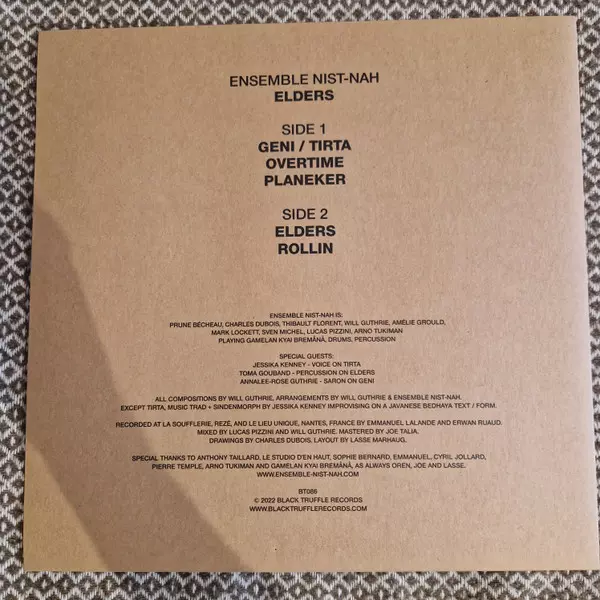 ENSEMBLE NIST-NAH
ELDERS
SIDE 1
GENI / TIRTA
OVERTIME
PLANEKER
SIDE 2
ELDERS
ROLLIN
ENSEMBLE NIST-NAH IS:
PRUNE BÉCHEAU, CHARLES DUBOIS, THIBAULT FLORENT, WILL GUTHRIE, AMÉLIE GROULD,
MARK LOCKETT, SVEN MICHEL, LUCAS PIZZINI, ARNO TUKIMAN
PLAYING GAMELAN KYAI BREMÅNÅ, DRUMS, PERCUSSION
SPECIAL GUESTS:
JESSIKA KENNEY - VOICE ON TIRTA
TOMA GOUBAND - PERCUSSION ON ELDERS
ANNALEE-ROSE GUTHRIE - SARON ON GENI
ALL COMPOSITIONS BY WILL GUTHRIE, ARRANGEMENTS BY WILL GUTHRIE & ENSEMBLE NIST-NAH.
EXCEPT TIRTA, MUSIC TRAD + SINDENMORPH BY JESSIKA KENNEY IMPROVISING ON A JAVANESE BEDHAYA TEXT / FORM.
RECORDED AT LA SOUFFLERIE, REZÉ, AND LE LIEU UNIQUE, NANTES, FRANCE BY EMMANUEL LALANDE AND ERWAN RUAUD.
MIXED BY LUCAS PIZZINI AND WILL GUTHRIE. MASTERED BY JOE TALIA.
DRAWINGS BY CHARLES DUBOIS, LAYOUT BY LASSE MARHAUG.
SPECIAL THANKS TO ANTHONY TAILLARD, LE STUDIO D'EN HAUT, SOPHIE BERNARD, EMMANUEL, CYRIL JOLLARD,
PIERRE TEMPLE, ARNO TUKIMAN AND GAMELAN KYAI BREMÅNÅ, AS ALWAYS OREN, JOE AND LASSE.
WWW.ENSEMBLE-NIST-NAH.COM
BT086
© 2022 BLACK TRUFFLE RECORDS
WWW.BLACKTRUFFLERECORDS.COM